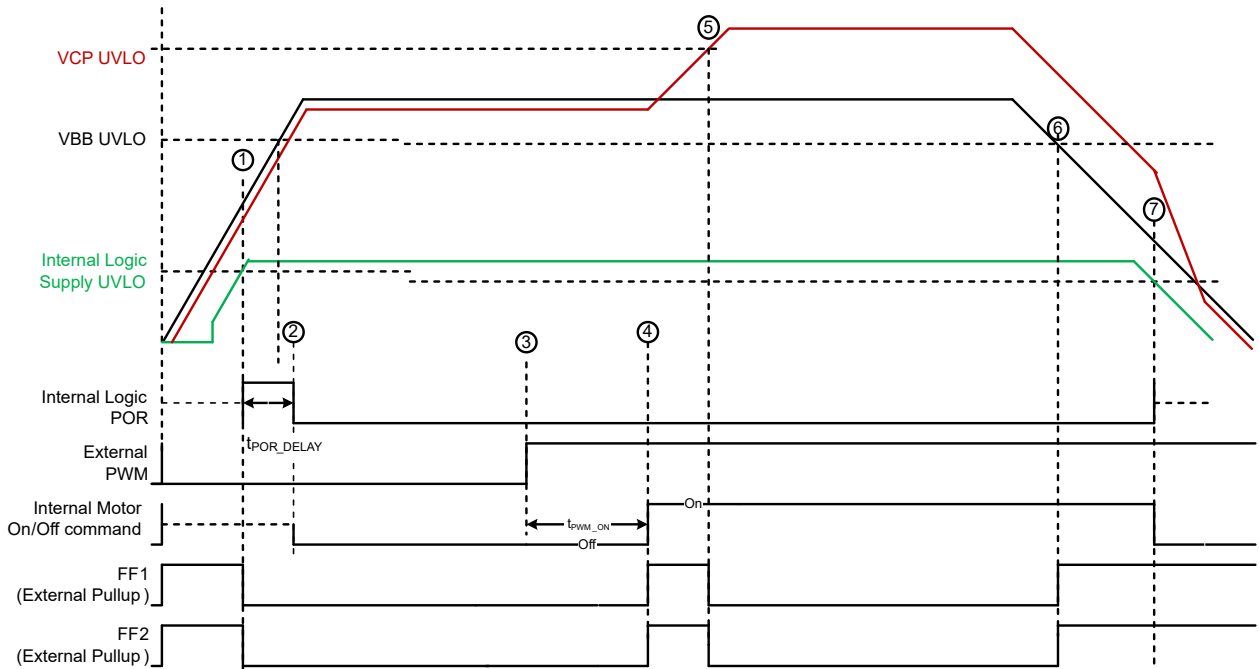 ⑤
VCP UVLO
VBB UVLO
①
⑥
⑦
Internal Logic
Supply UVLO
②
③
④
Internal Logic
POR
tPOR_DELAY
External
PWM
Internal Motor
On/Off command
tPWM_ON
On
Off
FF1
(External Pullup )
FF2
(External Pullup )